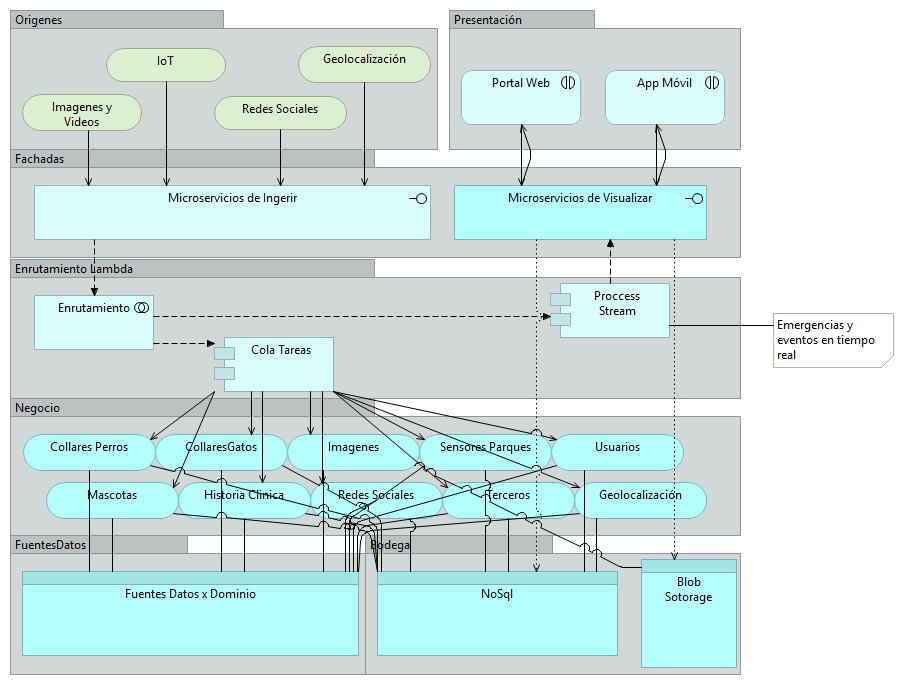 Origenes
Presentación
IoT
Geolocalización
Imagenes y
Videos
Redes Sociales
Portal Web
App Móvil
Fachadas
Microservicios de Ingerir
Microservicios de Visualizar
Enrutamiento Lambda
Enrutamiento
Proccess
Stream
Emergencias y
eventos en tiempo
real
Cola Tareas
Negocio
Collares Perros
CollaresGatos
Imagenes
Sensores Parques
Usuarios
Mascotas
Historia Clinica
Redes Sociales
Terceros
Geolocalización
FuentesDatos
Bodega
Fuentes Datos x Dominio
NoSql
Blob
Sotorage